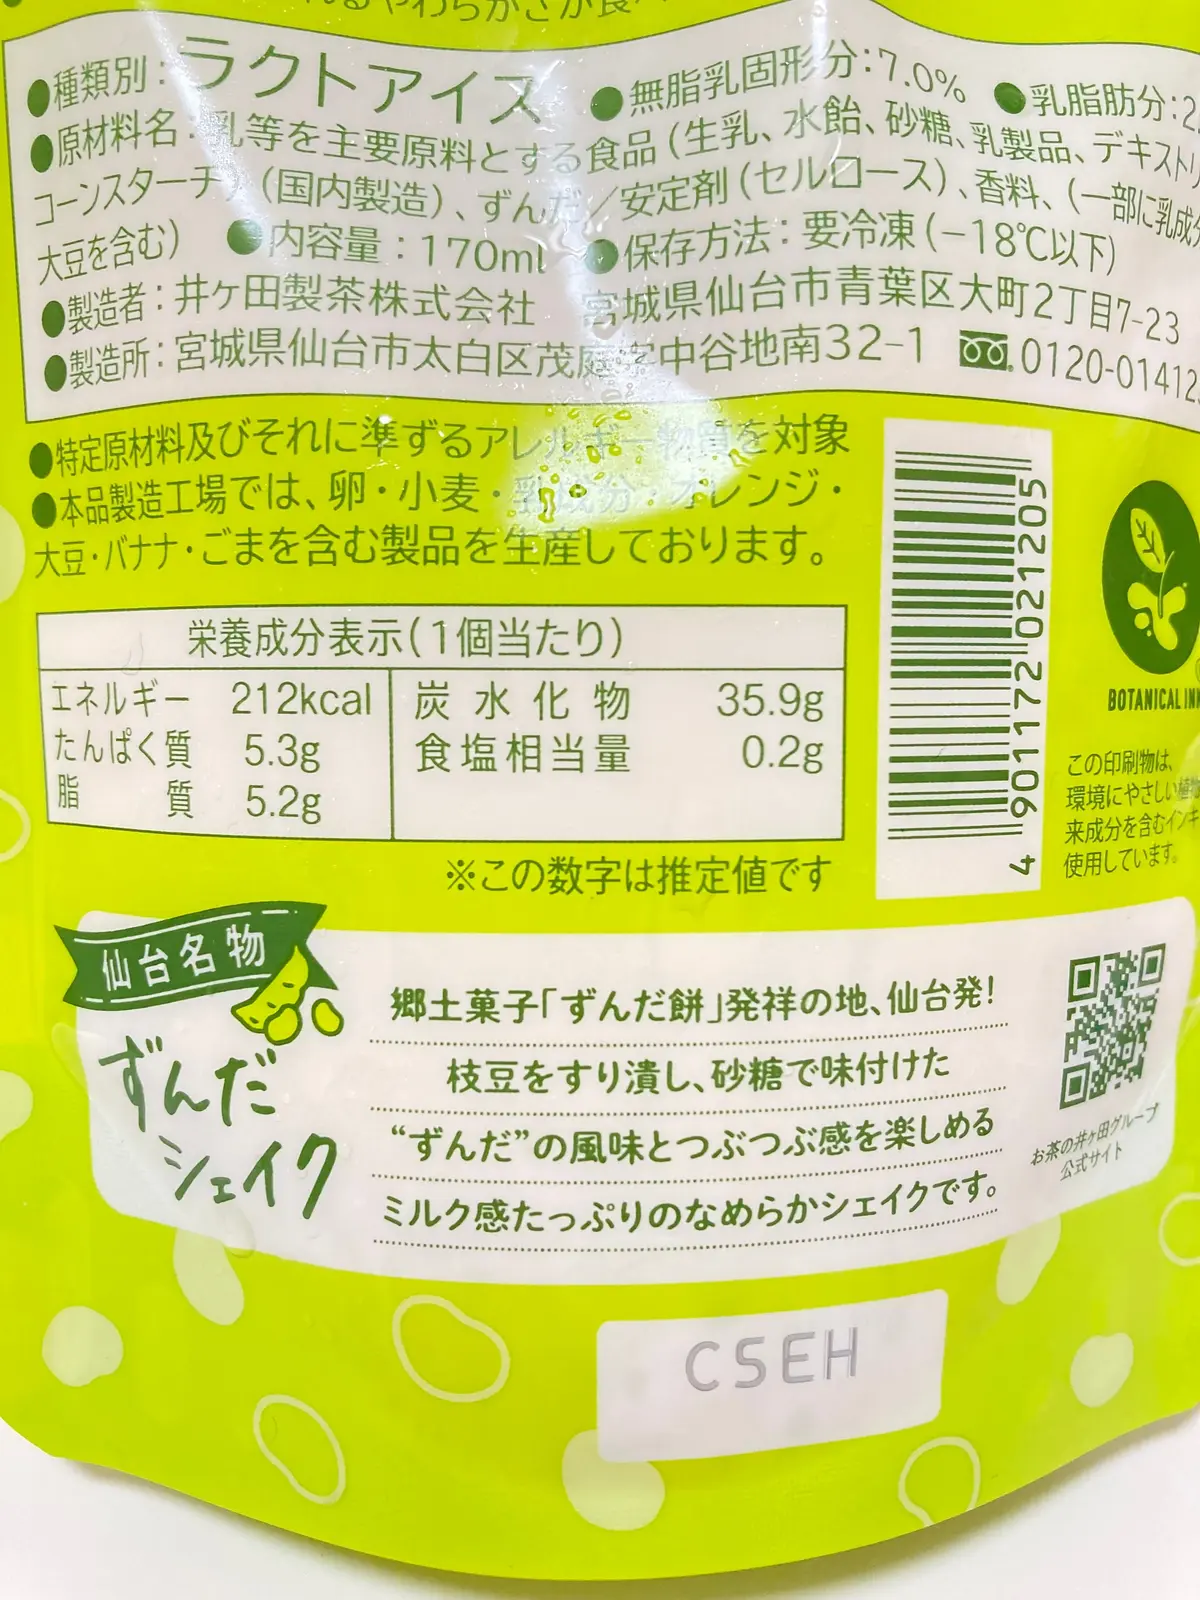 ●種類別：ラクトアイス ●無脂乳固形分：7.0% ●乳脂肪分：2
●原材料名：乳等を主要原料とする食品（生乳、水飴、砂糖、乳製品、デキストリ
コーンスターチ）（国内製造）、ずんだ／安定剤（セルロース）、香料、（一部に乳成分
大豆を含む） ●内容量：170ml ●保存方法：要冷凍（−18℃以下）
●製造者：井ヶ田製茶株式会社 宮城県仙台市青葉区大町2丁目7-23
●製造所：宮城県仙台市太白区茂庭字中谷地南32-1 0120-01412
●特定原材料及びそれに準ずるアレルギー物質を対象
●本品製造工場では、卵・小麦・乳成分・オレンジ・
大豆・バナナ・ごまを含む製品を生産しております。
栄養成分表示（1個当たり）
エネルギー 212kcal 炭水化物 35.9g
たんぱく質 5.3g 食塩相当量 0.2g
脂質 5.2g
※この数字は推定値です
4 901172 021205
BOTANICAL INK
この印刷物は、
環境にやさしい植物
来成分を含むインキ
使用しています。
仙台名物
ずんだ
シェイク
郷土菓子「ずんだ餅」発祥の地、仙台発！
枝豆をすり潰し、砂糖で味付けた
“ずんだ”の風味とつぶつぶ感を楽しめる
ミルク感たっぷりのなめらかシェイクです。
お茶の井ヶ田グループ
公式サイト
C5EH